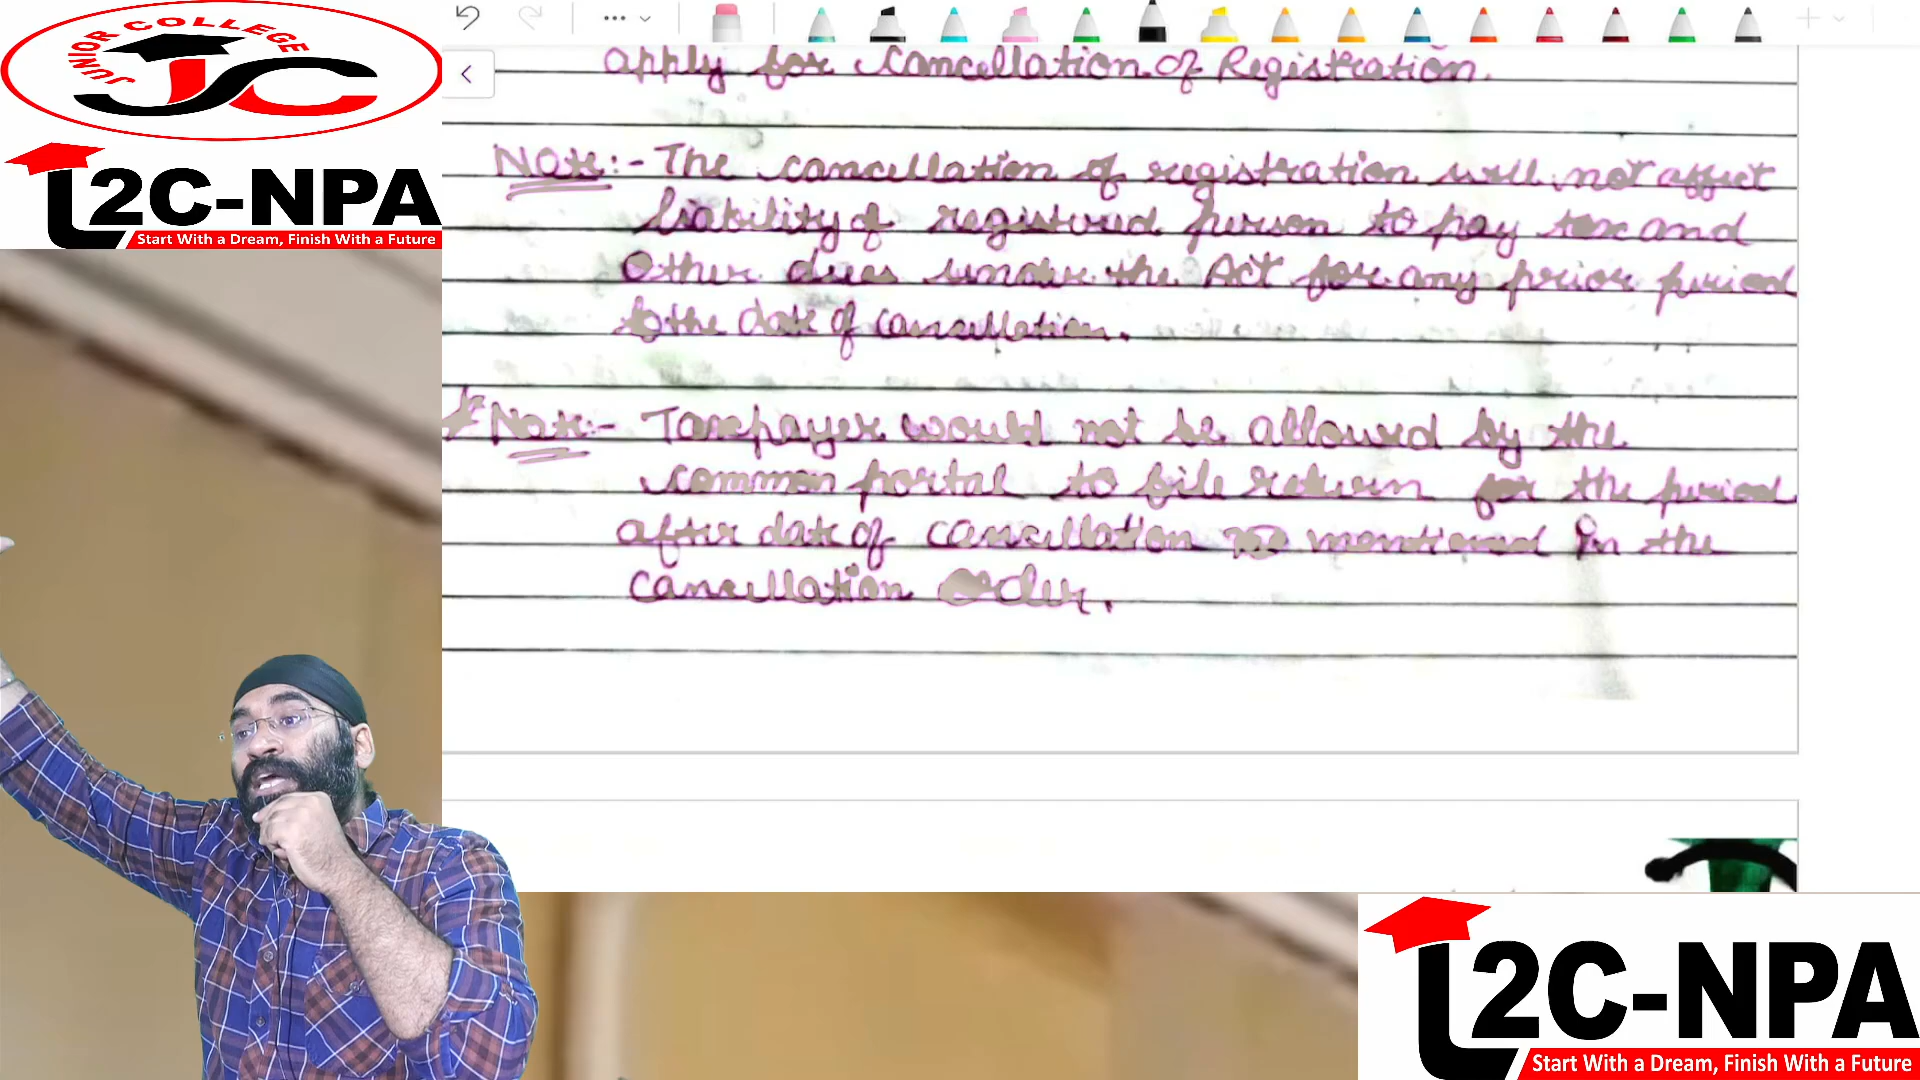 JUNIOR COLLEGE
JC
L2C-NPA
Start With a Dream, Finish With a Future
apply for Cancellation of Registration
Note:- The cancellation of registration will not affect
liability of registered person to pay tax and
Other dues under the Act for any prior period
to the date of cancellation.
* Note:- Taxpayer would not be allowed by the
common portal to file return for the period
after date of cancellation mentioned in the
cancellation Order.
L2C-NPA
Start With a Dream, Finish With a Future